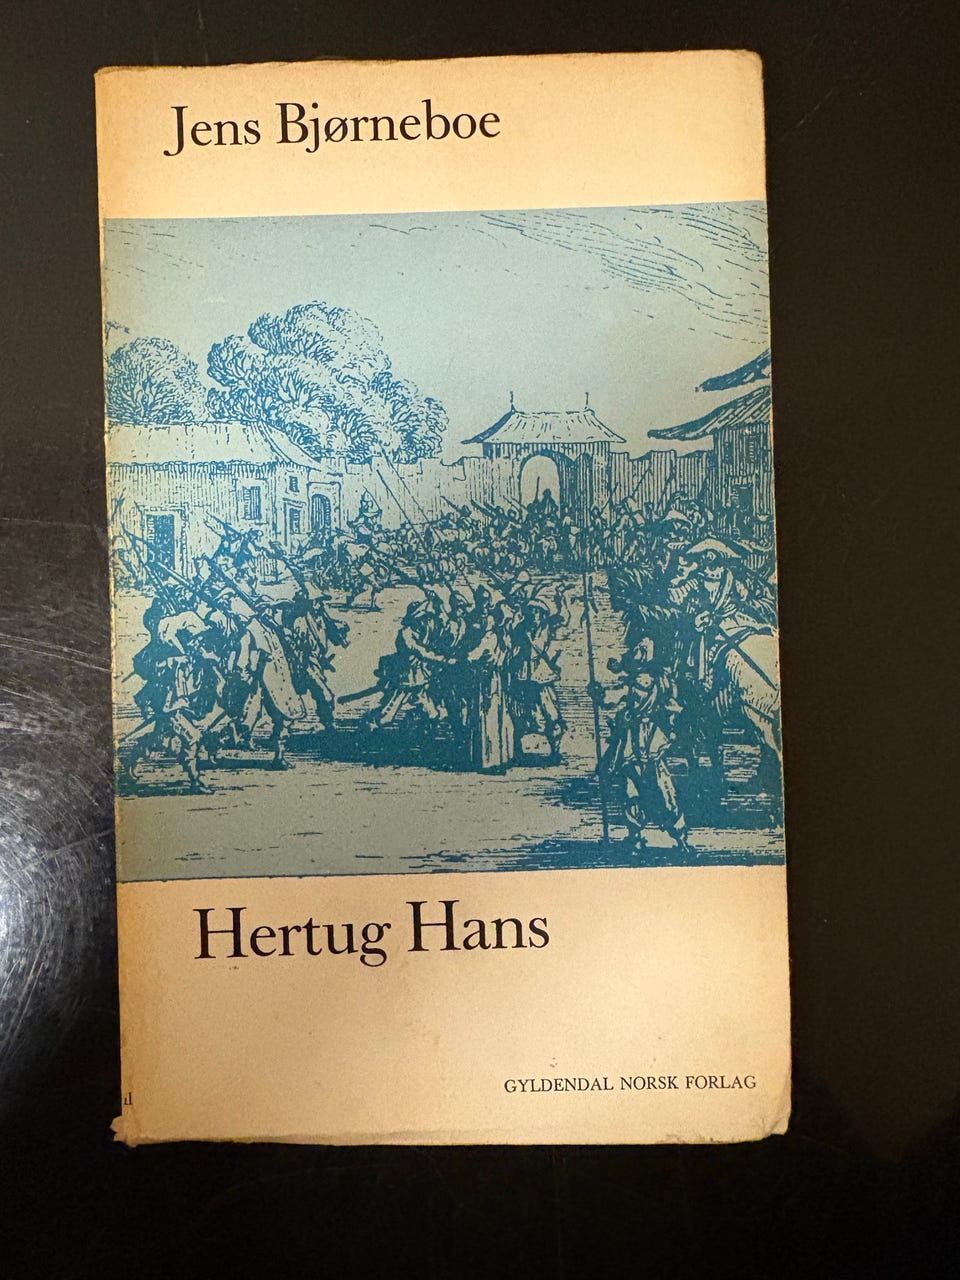 Jens Bjørneboe
Hertug Hans
GYLDENDAL NORSK FORLAG